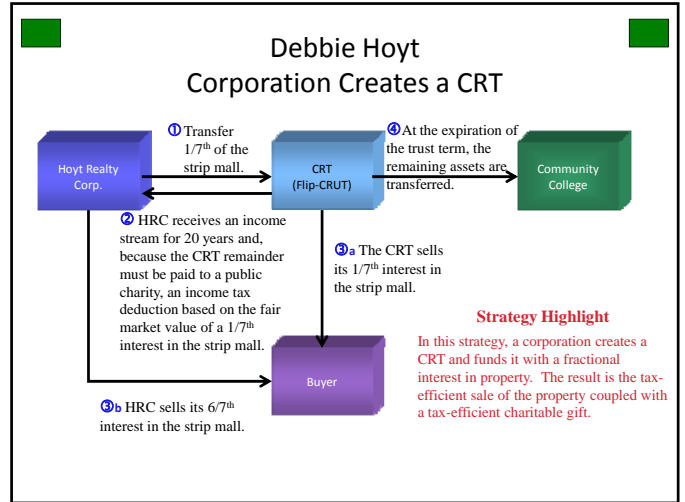 Debbie Hoyt
Corporation Creates a CRT
① Transfer
1/7th of the
strip mall.
④ At the expiration of
the trust term, the
remaining assets are
transferred.
Hoyt Realty
Corp.
CRT
(Flip-CRUT)
Community
College
② HRC receives an income
stream for 20 years and,
because the CRT remainder
must be paid to a public
charity, an income tax
deduction based on the fair
market value of a 1/7th
interest in the strip mall.
③a The CRT sells
its 1/7th interest in
the strip mall.
Strategy Highlight
In this strategy, a corporation creates a
CRT and funds it with a fractional
interest in property. The result is the tax-
efficient sale of the property coupled with
a tax-efficient charitable gift.
Buyer
③b HRC sells its 6/7th
interest in the strip mall.